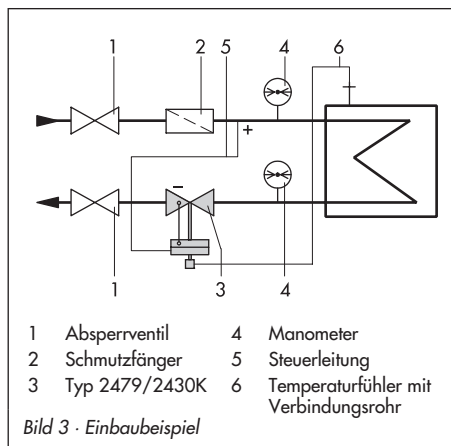 1 2 5 4 6
+
–
1 3 4
1 Absperrventil 4 Manometer
2 Schmutzfänger 5 Steuerleitung
3 Typ 2479/2430K 6 Temperaturfühler mit
Verbindungsrohr
Bild 3 · Einbaubeispiel